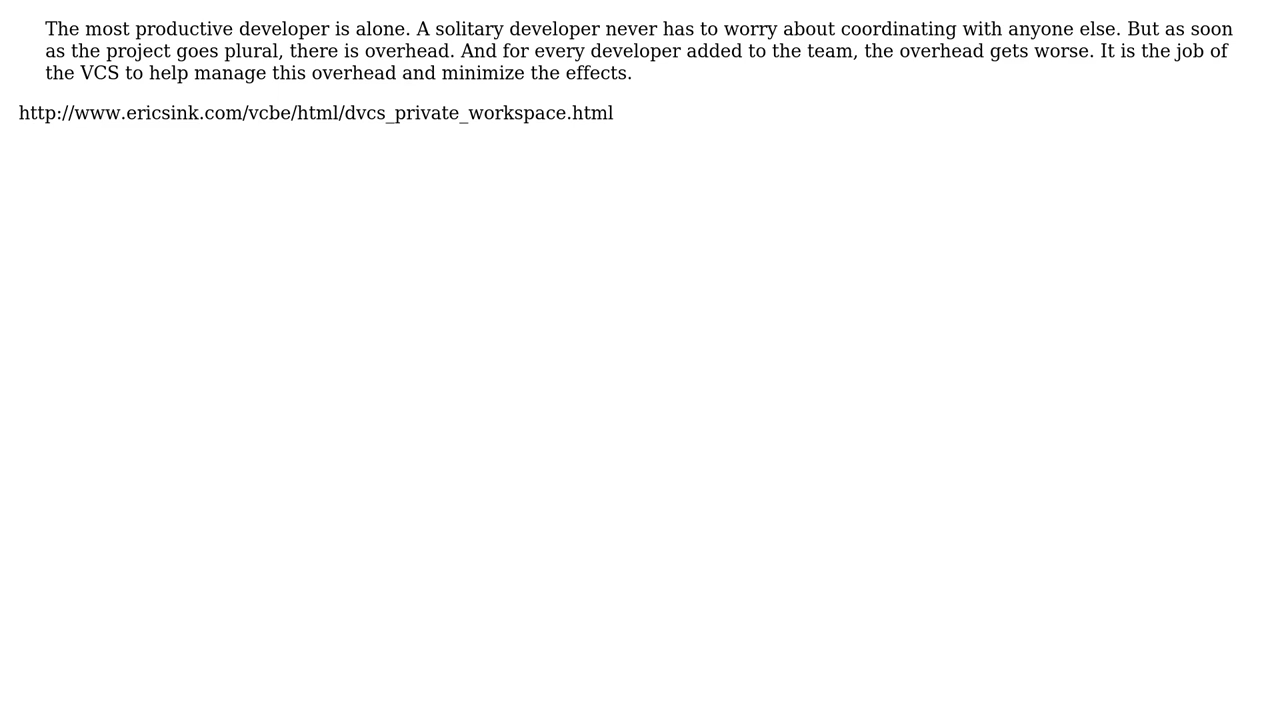 The most productive developer is alone. A solitary developer never has to worry about coordinating with anyone else. But as soon
as the project goes plural, there is overhead. And for every developer added to the team, the overhead gets worse. It is the job of
the VCS to help manage this overhead and minimize the effects.
http://www.ericsink.com/vcbe/html/dvcs_private_workspace.html